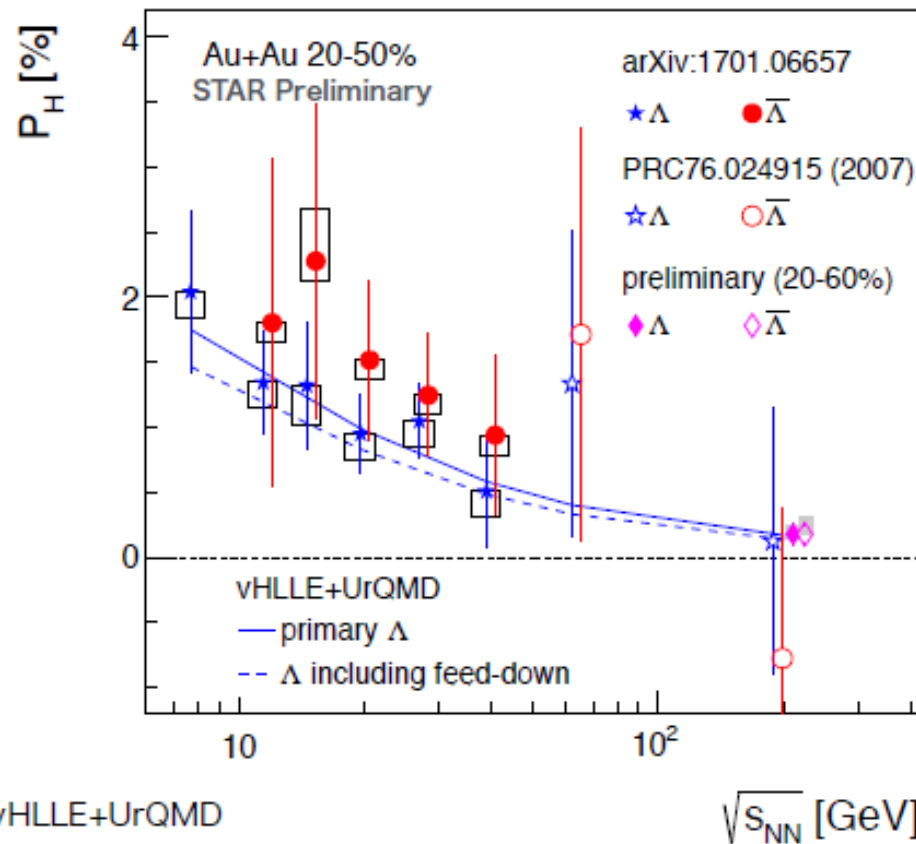 P_H [%]
4
2
0
Au+Au 20-50%
STAR Preliminary
arXiv:1701.06657
Λ Λ̅
PRC76.024915 (2007)
Λ Λ̅
preliminary (20-60%)
Λ Λ̅
vHLLE+UrQMD
primary Λ
Λ including feed-down
10 10²
vHLLE+UrQMD
√s_NN [GeV]